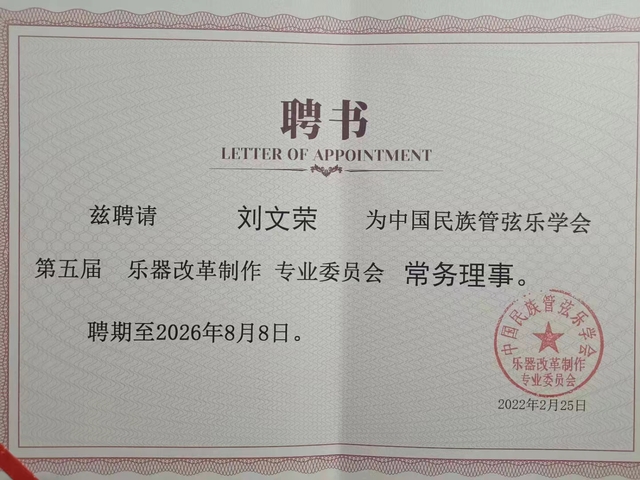 聘书
LETTER OF APPOINTMENT
兹聘请 刘文荣 为中国民族管弦乐学会
第五届 乐器改革制作 专业委员会 常务理事。
聘期至2026年8月8日。
中国民族管弦乐学会
乐器改革制作
专业委员会
2022年2月25日